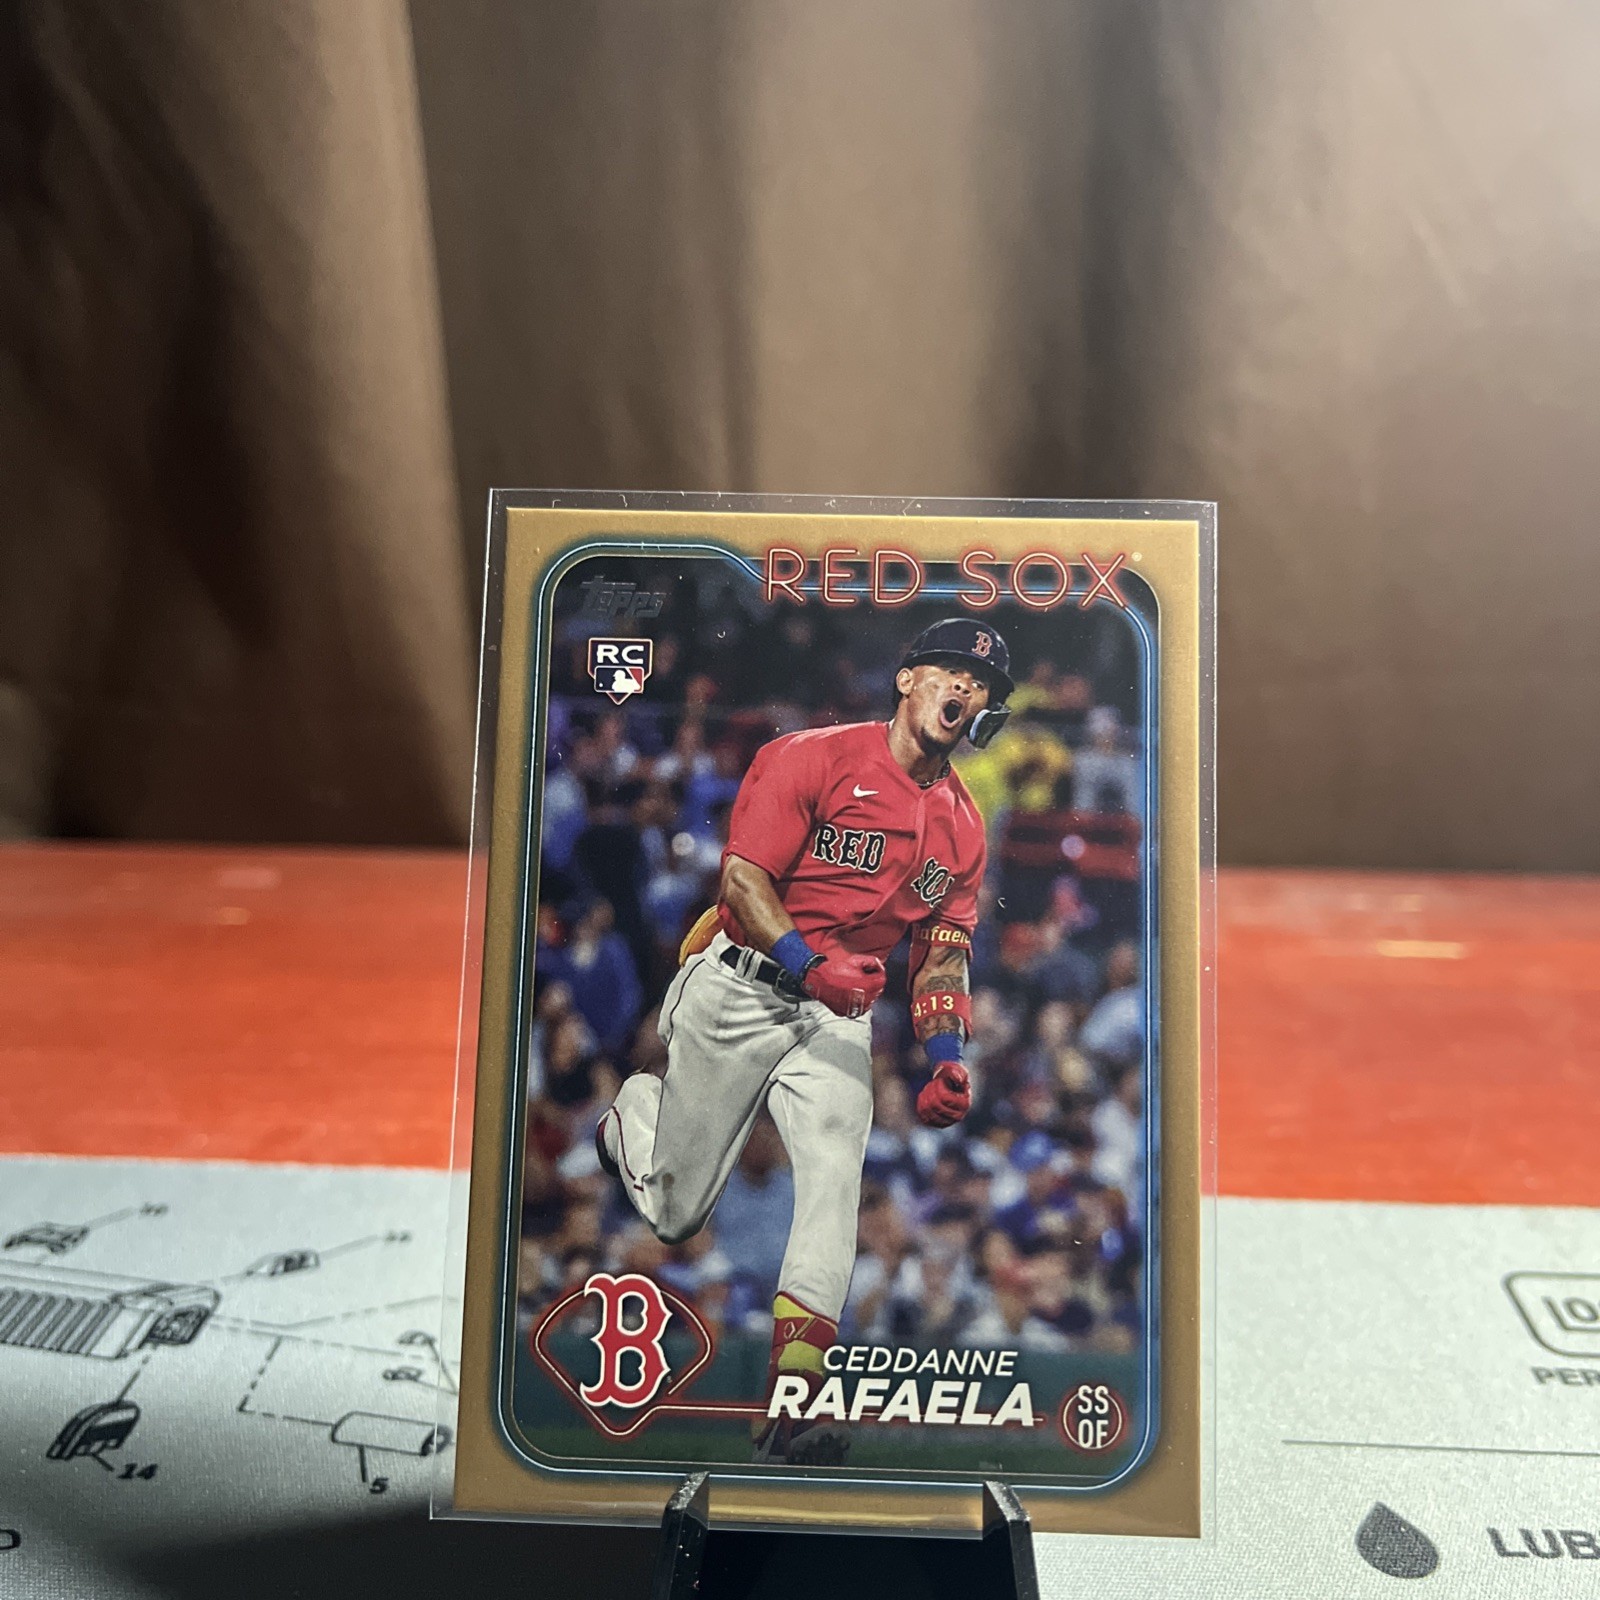 RED SOX
Topps
RC
B
RED SOX
Rafaela
4:13
B
CEDDANNE
RAFAELA
SS
OF
14
5
PER
LUB